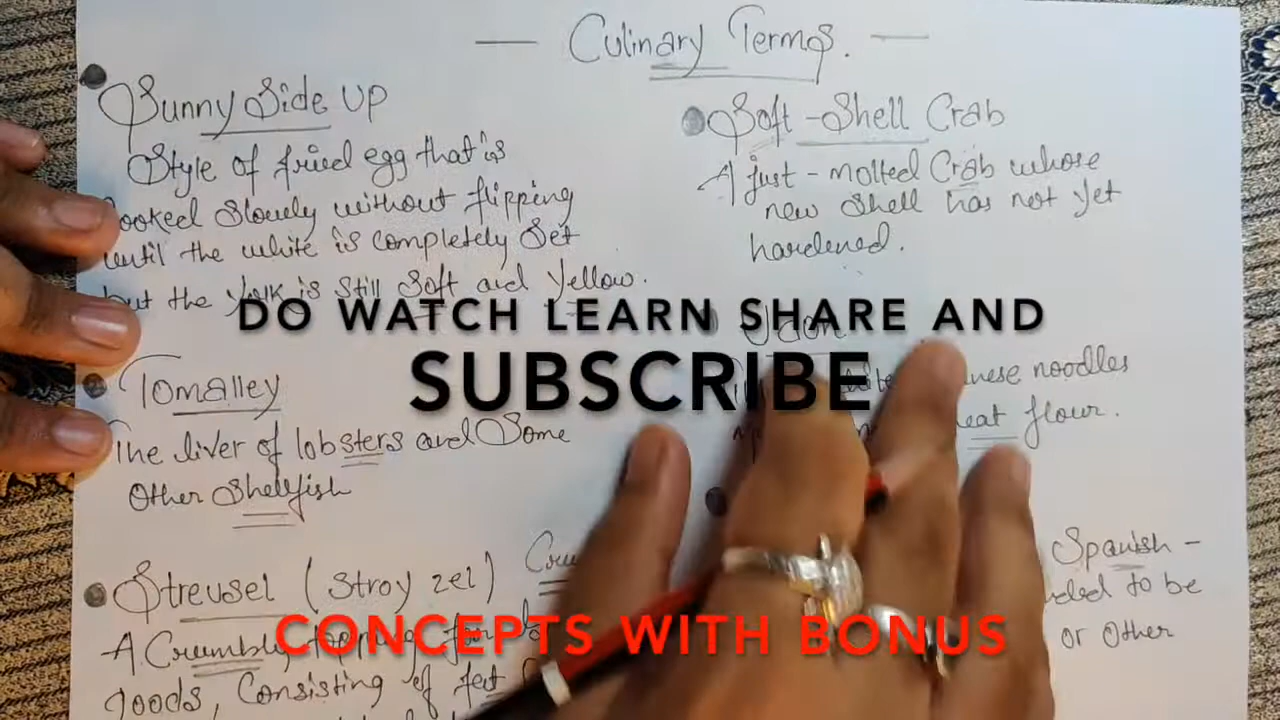 Culinary Terms.
Sunny Side UP
Style of fried egg that is
cooked slowly without flipping
until the white is completely Set
but the yolk is still soft and yellow.
Tomalley
The liver of lobsters and Some
Other Shellfish
Streusel (Stroy zel)
A Crumbly topping for
goods, Consisting of fat
Soft - Shell Crab
A just - molted Crab whose
new shell has not yet
hardened.
Udon
noodles
flour.
Spanish -
to be
or Other
DO WATCH LEARN SHARE AND
SUBSCRIBE
CONCEPTS WITH BONUS